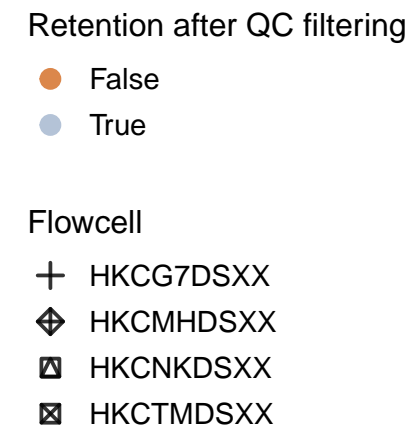 Retention after QC filtering
False
True
Flowcell
HKCG7DSXX
HKCMHDSXX
HKCNKDSXX
HKCTMDSXX